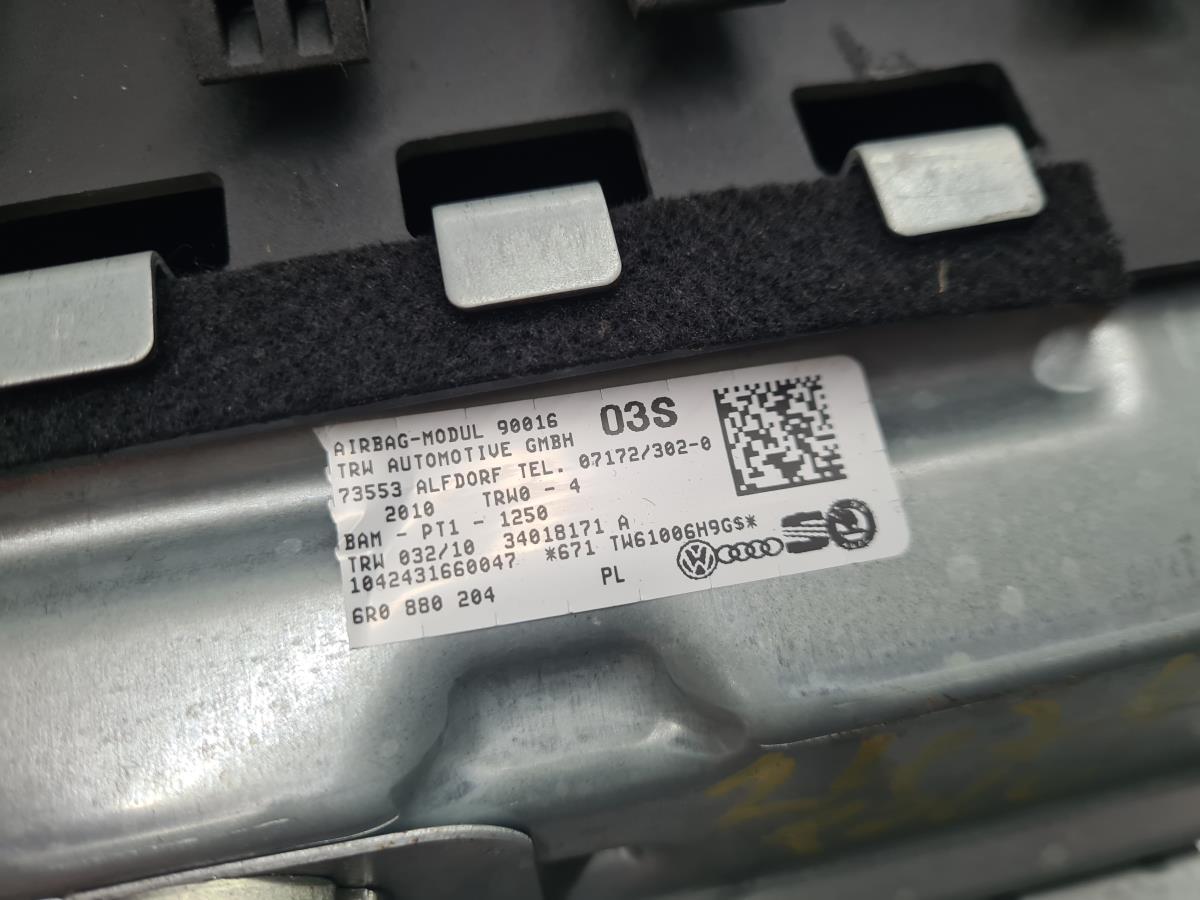 AIRBAG-MODUL 90016 03S
TRW AUTOMOTIVE GMBH
73553 ALFDORF TEL. 07172/302-0
2010 TRW0 - 4
BAM - PT1 - 1250
TRW 032/10 34018171 A
1042431660047 *671 TW61006H9G$*
6R0 880 204 PL